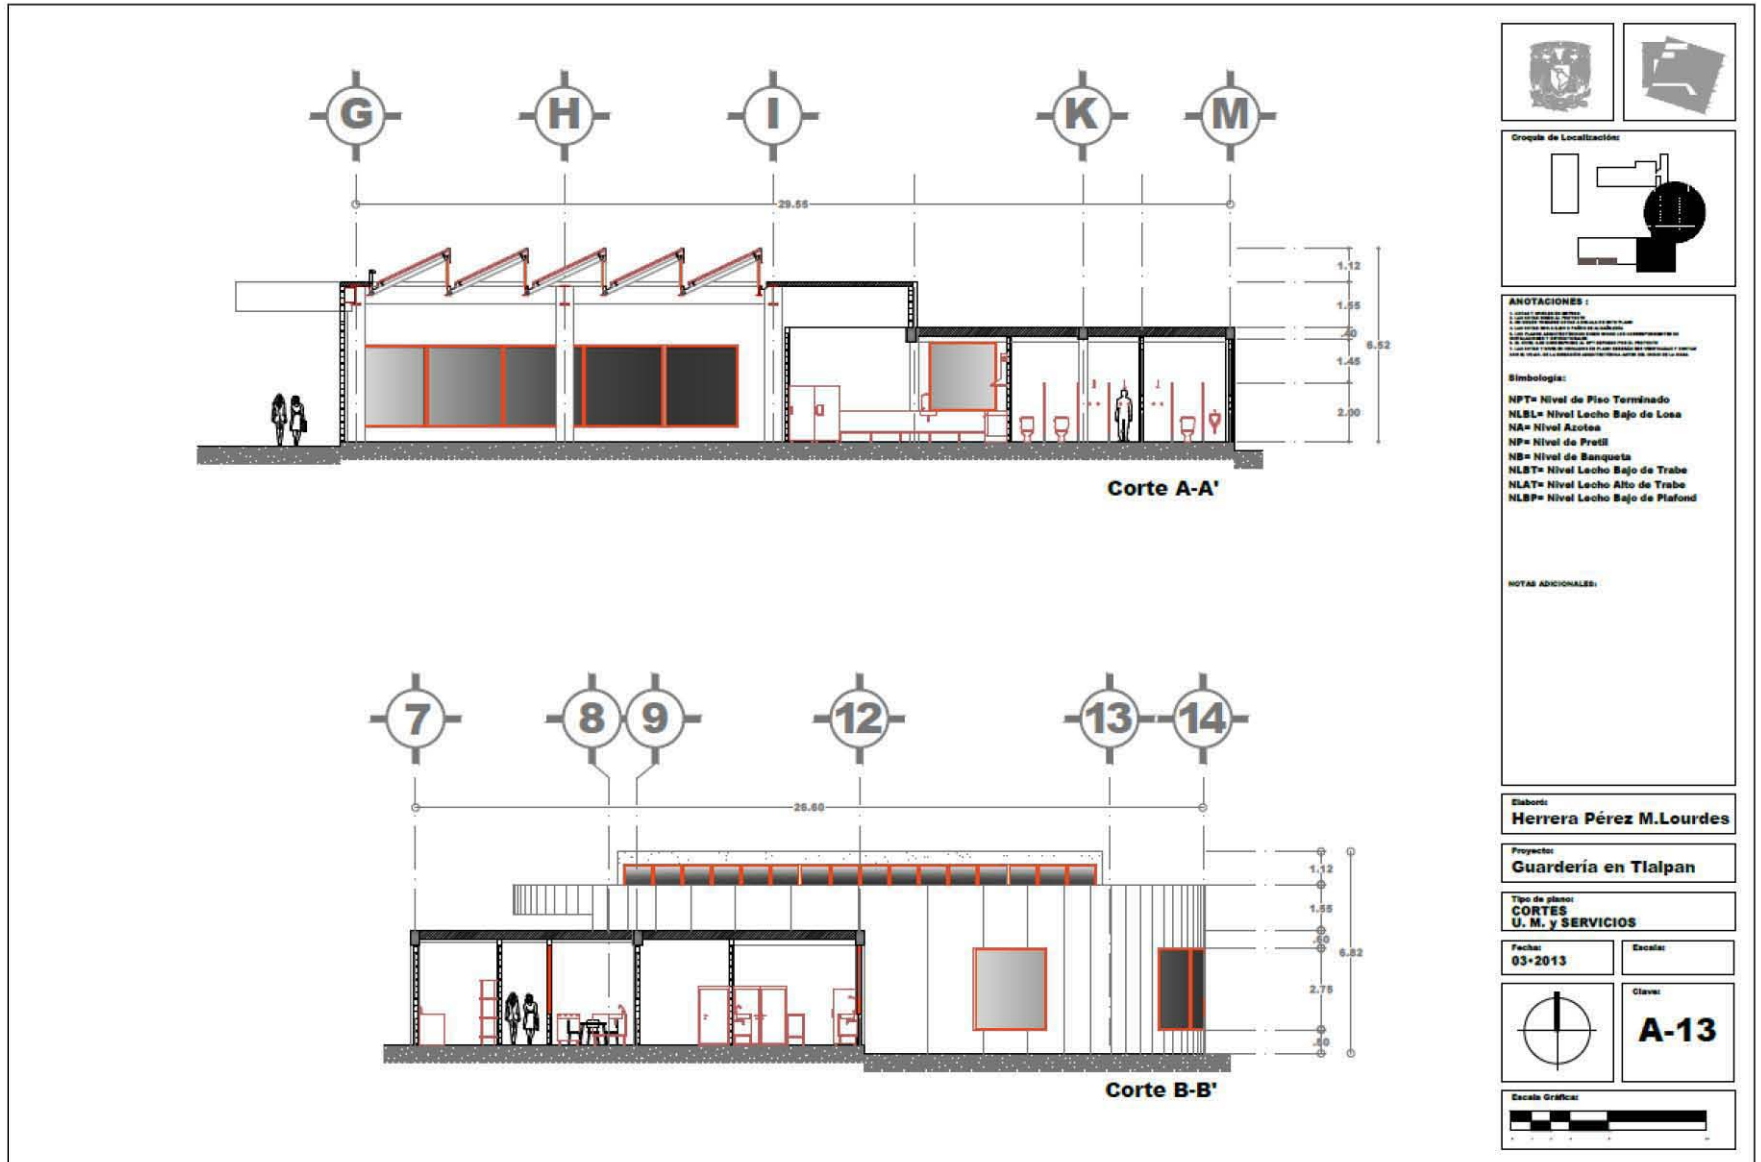 G
H
I
K
M
29.55
1.12
1.55
.40
6.52
1.45
2.00
Corte A-A'
7
8
9
12
13
14
26.60
1.12
1.55
.60
6.82
2.75
.80
Corte B-B'
Croquis de Localización:
ANOTACIONES :
Simbología:
NPT= Nivel de Piso Terminado
NLBL= Nivel Lecho Bajo de Losa
NA= Nivel Azotea
NP= Nivel de Pretil
NB= Nivel de Banqueta
NLBT= Nivel Lecho Bajo de Trabe
NLAT= Nivel Lecho Alto de Trabe
NLBP= Nivel Lecho Bajo de Plafond
NOTAS ADICIONALES:
Elaboró:
Herrera Pérez M.Lourdes
Proyecto:
Guardería en Tlalpan
Tipo de plano:
CORTES
U. M. y SERVICIOS
Fecha:
03•2013
Escala:
Clave:
A-13
Escala Gráfica: